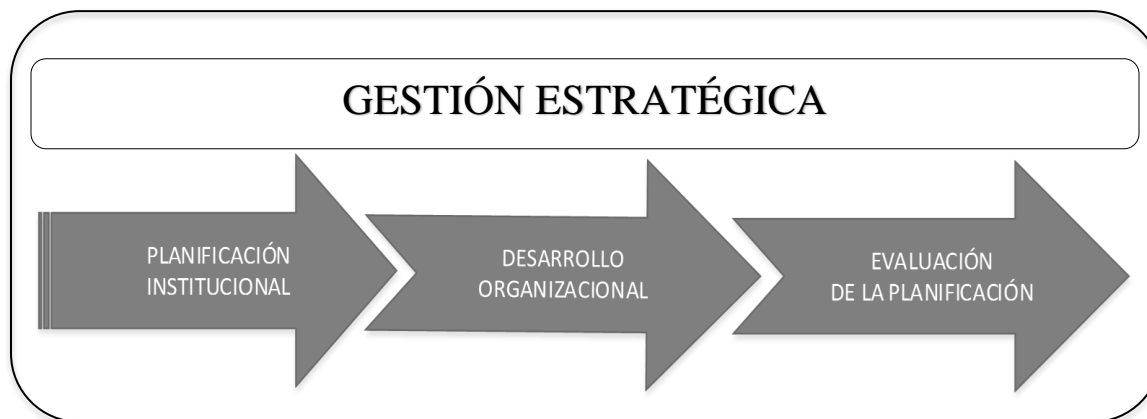 GESTIÓN ESTRATÉGICA
PLANIFICACIÓN
INSTITUCIONAL
DESARROLLO
ORGANIZACIONAL
EVALUACIÓN
DE LA PLANIFICACIÓN